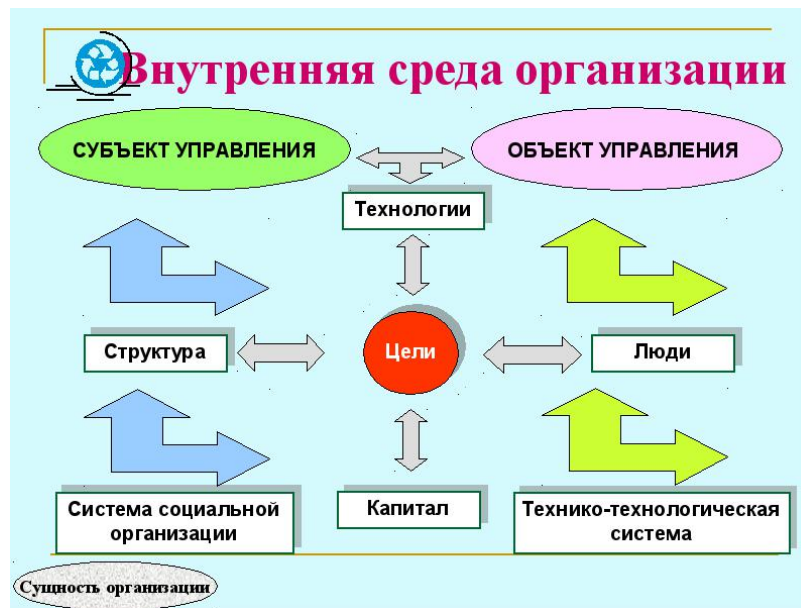 Внутренняя среда организации
СУБЪЕКТ УПРАВЛЕНИЯ
ОБЪЕКТ УПРАВЛЕНИЯ
Технологии
Структура
Цели
Люди
Система социальной
организации
Капитал
Технико-технологическая
система
Сущность организации